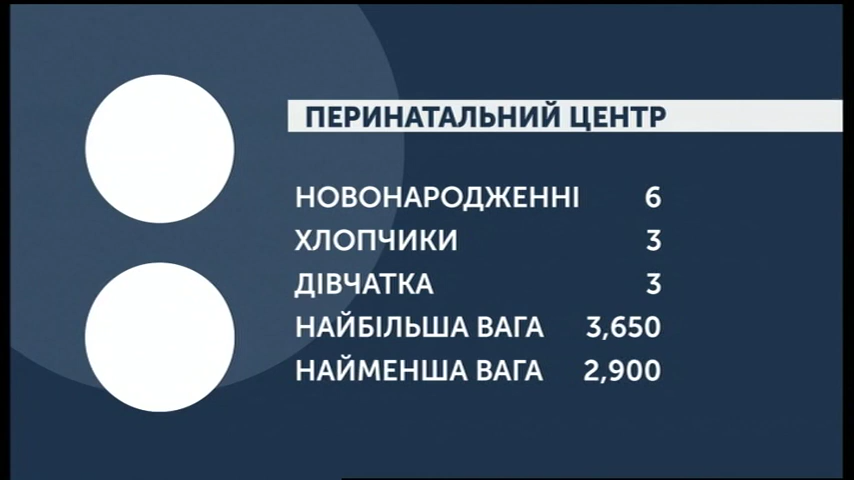 ПЕРИНАТАЛЬНИЙ ЦЕНТР
НОВОНАРОДЖЕННІ 6
ХЛОПЧИКИ 3
ДІВЧАТКА 3
НАЙБІЛЬША ВАГА 3,650
НАЙМЕНША ВАГА 2,900